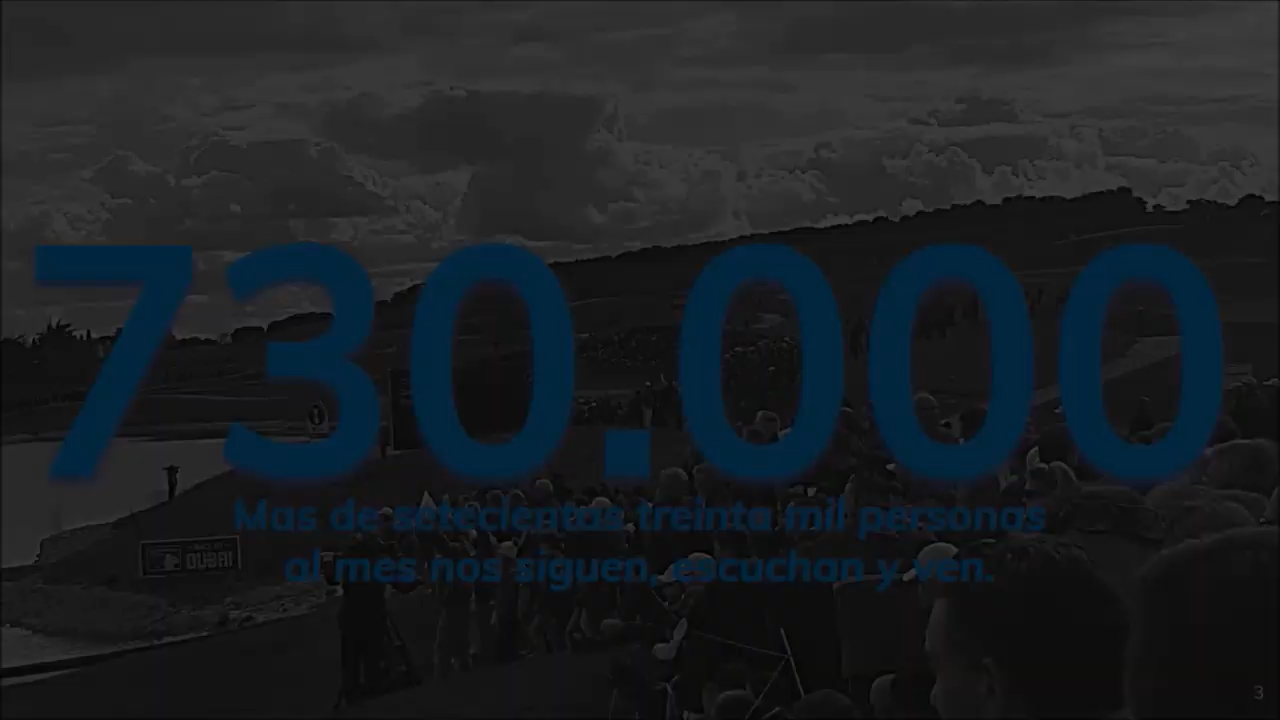 730.000
Mas de setecientas treinta mil personas
al mes nos siguen, escuchan y ven.
DUBAI
3